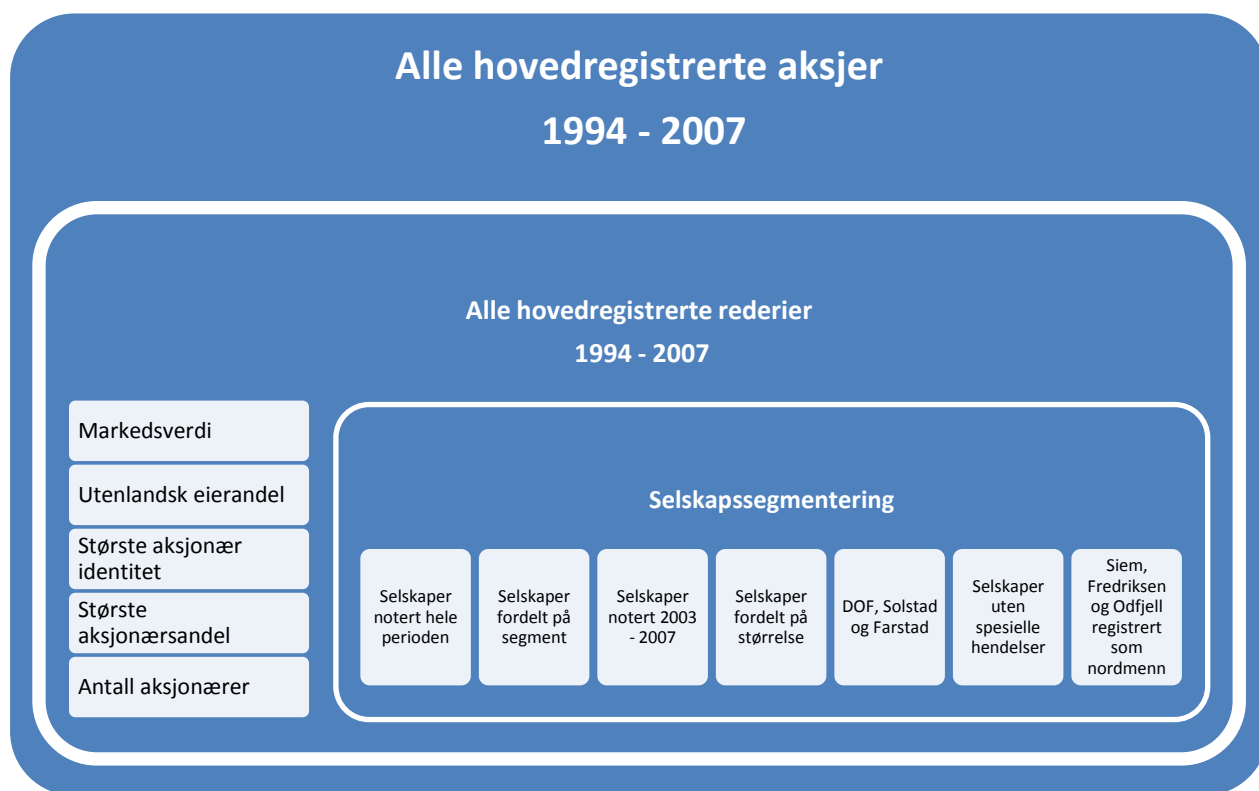 Alle hovedregistrerte aksjer
1994 - 2007
Alle hovedregistrerte rederier
1994 - 2007
Markedsverdi
Utenlandsk eierandel
Største aksjonær
identitet
Største
aksjonærsandel
Antall aksjonærer
Selskapssegmentering
Selskaper
notert hele
perioden
Selskaper
fordelt på
segment
Selskaper
notert 2003
- 2007
Selskaper
fordelt på
størrelse
DOF, Solstad
og Farstad
Selskaper
uten
spesielle
hendelser
Siem,
Fredriksen
og Odfjell
registrert
som
nordmenn